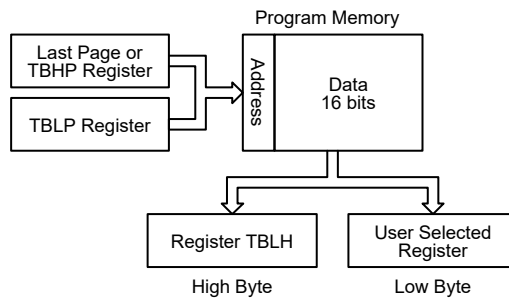 Program Memory
Last Page or
TBHP Register
TBLP Register
Address
Data
16 bits
Register TBLH
User Selected
Register
High Byte
Low Byte